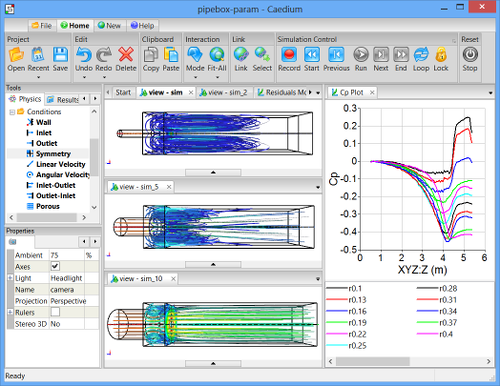 pipebox-param - Caedium
File Home New Help
Project Edit Clipboard Interaction Link Simulation Control Reset
Open Recent Save Undo Redo Delete Copy Paste Mode Fit-All Link Select Record Start Previous Run Next End Loop Lock Stop
Tools
Physics Results
Conditions
Wall
Inlet
Outlet
Symmetry
Linear Velocity
Angular Velocity
Inlet-Outlet
Outlet-Inlet
Porous
Properties
Ambient 75 %
Axes
Light Headlight
Name camera
Projection Perspective
Rulers
Stereo 3D No
Start view - sim view - sim_2 Residuals Mo
view - sim_5
view - sim_10
Cp Plot
0.3
0.2
0.1
0
-0.1
-0.2
-0.3
-0.4
-0.5
Cp
0 1 2 3 4 5 6
XYZ:Z (m)
r0.1 r0.28
r0.13 r0.31
r0.16 r0.34
r0.19 r0.37
r0.22 r0.4
r0.25
Ready